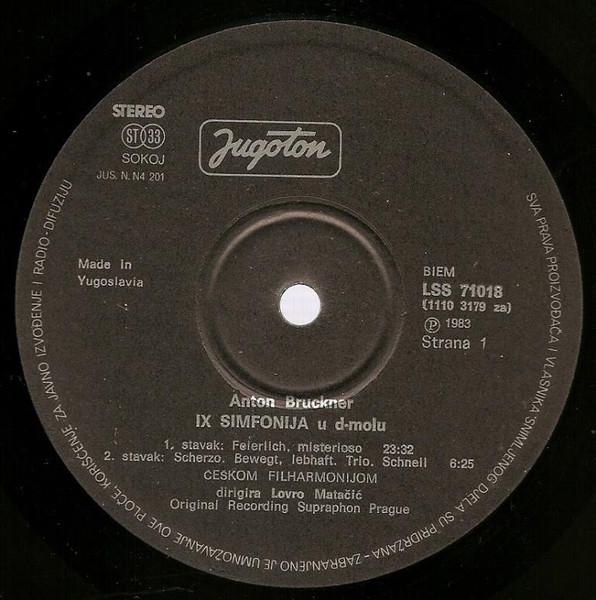 STEREO
ST 33
SOKOJ
JUS. N. N4 201
Jugoton
Made in
Yugoslavia
BIEM
LSS 71018
(1110 3179 za)
Ⓟ 1983
Strana 1
Anton Bruckner
IX SIMFONIJA u d-molu
1. stavak: Feierlich, misterioso 23:32
2. stavak: Scherzo. Bewegt, lebhaft. Trio. Schnell 6:25
CESKOM FILHARMONIJOM
dirigira Lovro Matačić
Original Recording Supraphon Prague
SVA PRAVA PROIZVOĐAČA I VLASNIKA SNIMLJENOG DJELA SU PRIDRŽANA - ZABRANJENO JE UMNOŽAVANJE OVE PLOČE, KORIŠĆENJE ZA JAVNO IZVOĐENJE I RADIO-DIFUZIJU